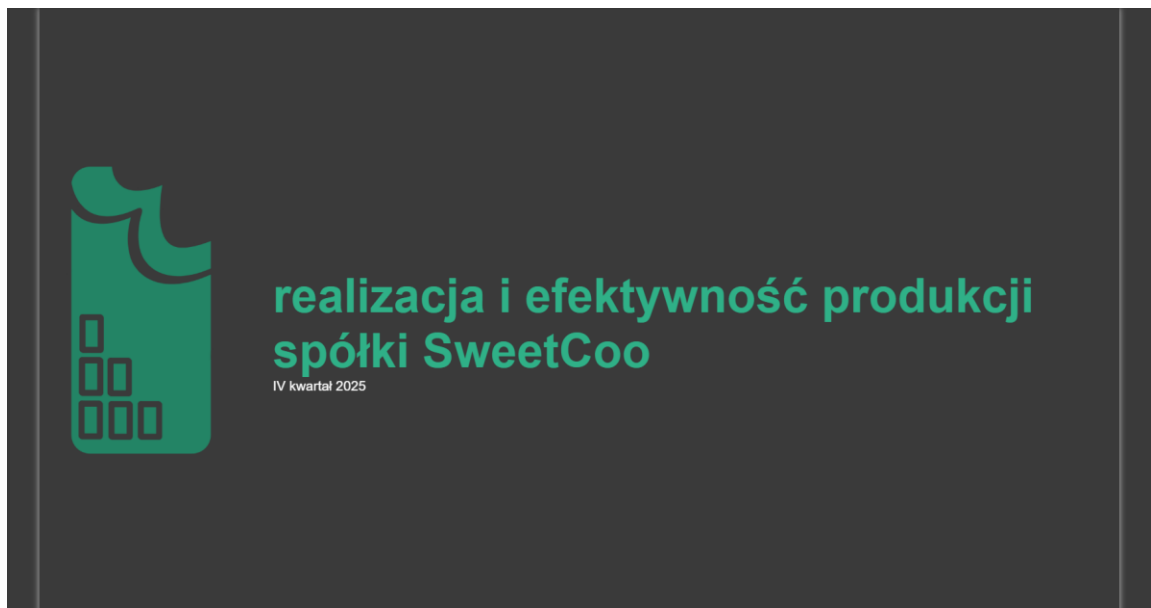 realizacja i efektywność produkcji
spółki SweetCoo
IV kwartał 2025